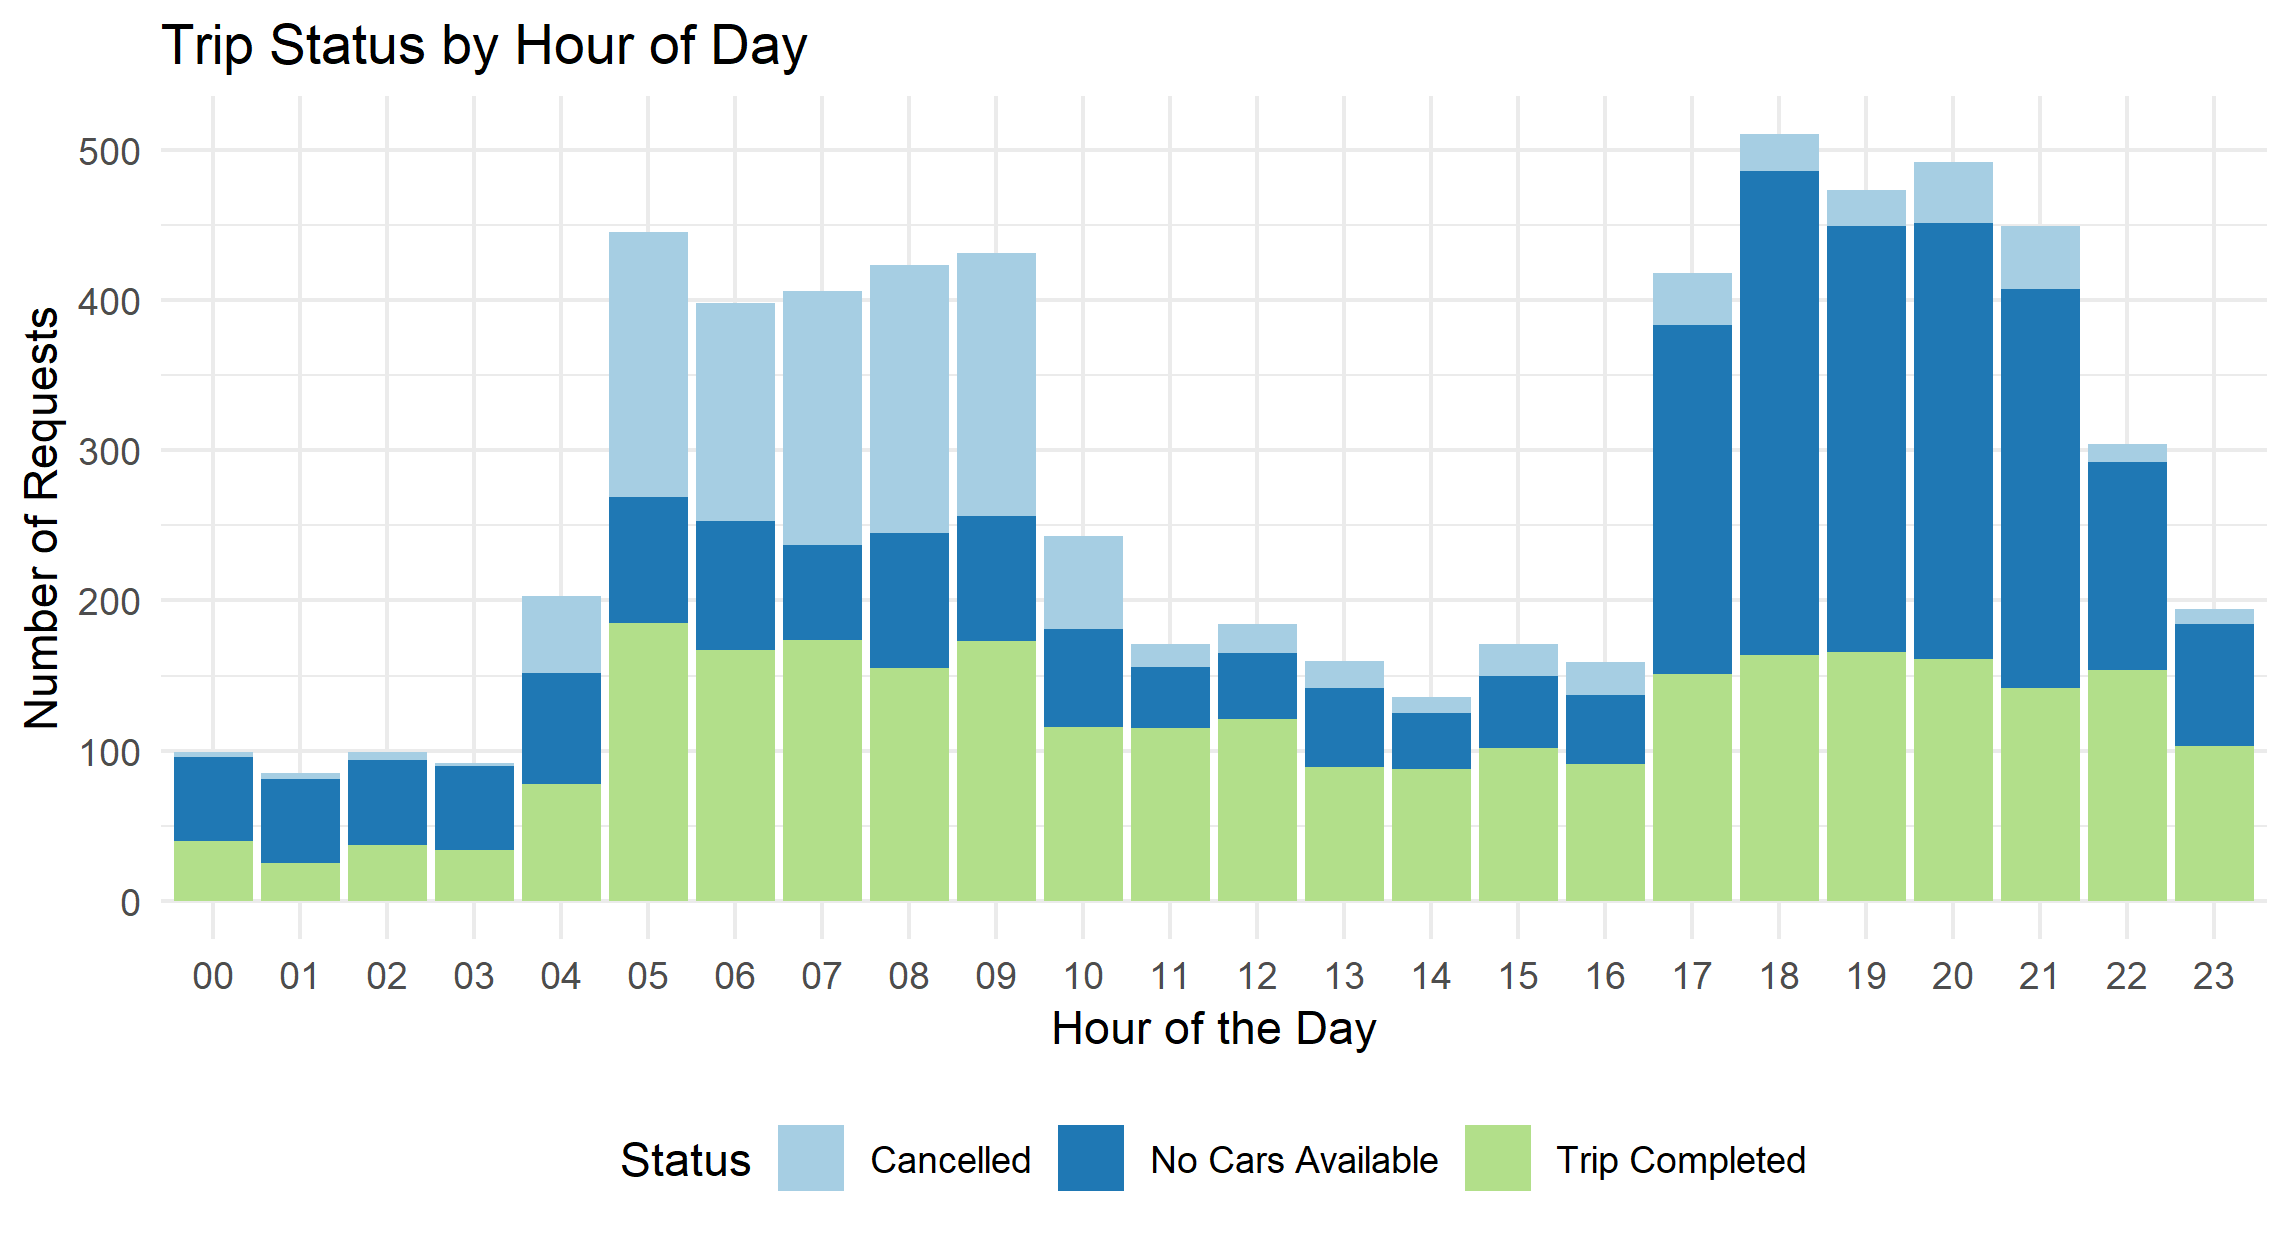 Trip Status by Hour of Day
Number of Requests
500
400
300
200
100
0
00 01 02 03 04 05 06 07 08 09 10 11 12 13 14 15 16 17 18 19 20 21 22 23
Hour of the Day
Status Cancelled No Cars Available Trip Completed